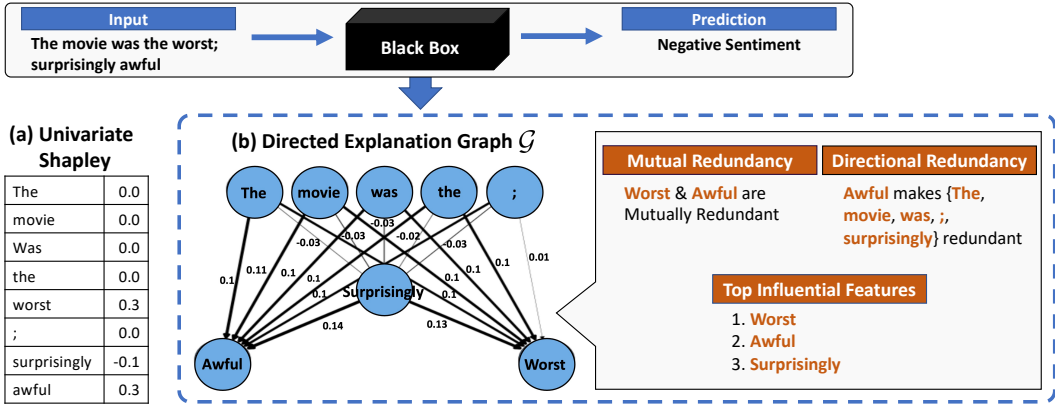 Input
The movie was the worst;
surprisingly awful
Black Box
Prediction
Negative Sentiment
(a) Univariate
Shapley
The 0.0
movie 0.0
Was 0.0
the 0.0
worst 0.3
; 0.0
surprisingly -0.1
awful 0.3
(b) Directed Explanation Graph 𝒢
The movie was the ;
-0.03
-0.03 -0.02 -0.03
0.1 0.11 0.1 0.1 0.1 0.1 0.1 0.1 0.01
Surprisingly
0.14 0.13
Awful Worst
Mutual Redundancy
Worst & Awful are
Mutually Redundant
Directional Redundancy
Awful makes {The,
movie, was, ;,
surprisingly} redundant
Top Influential Features
1. Worst
2. Awful
3. Surprisingly